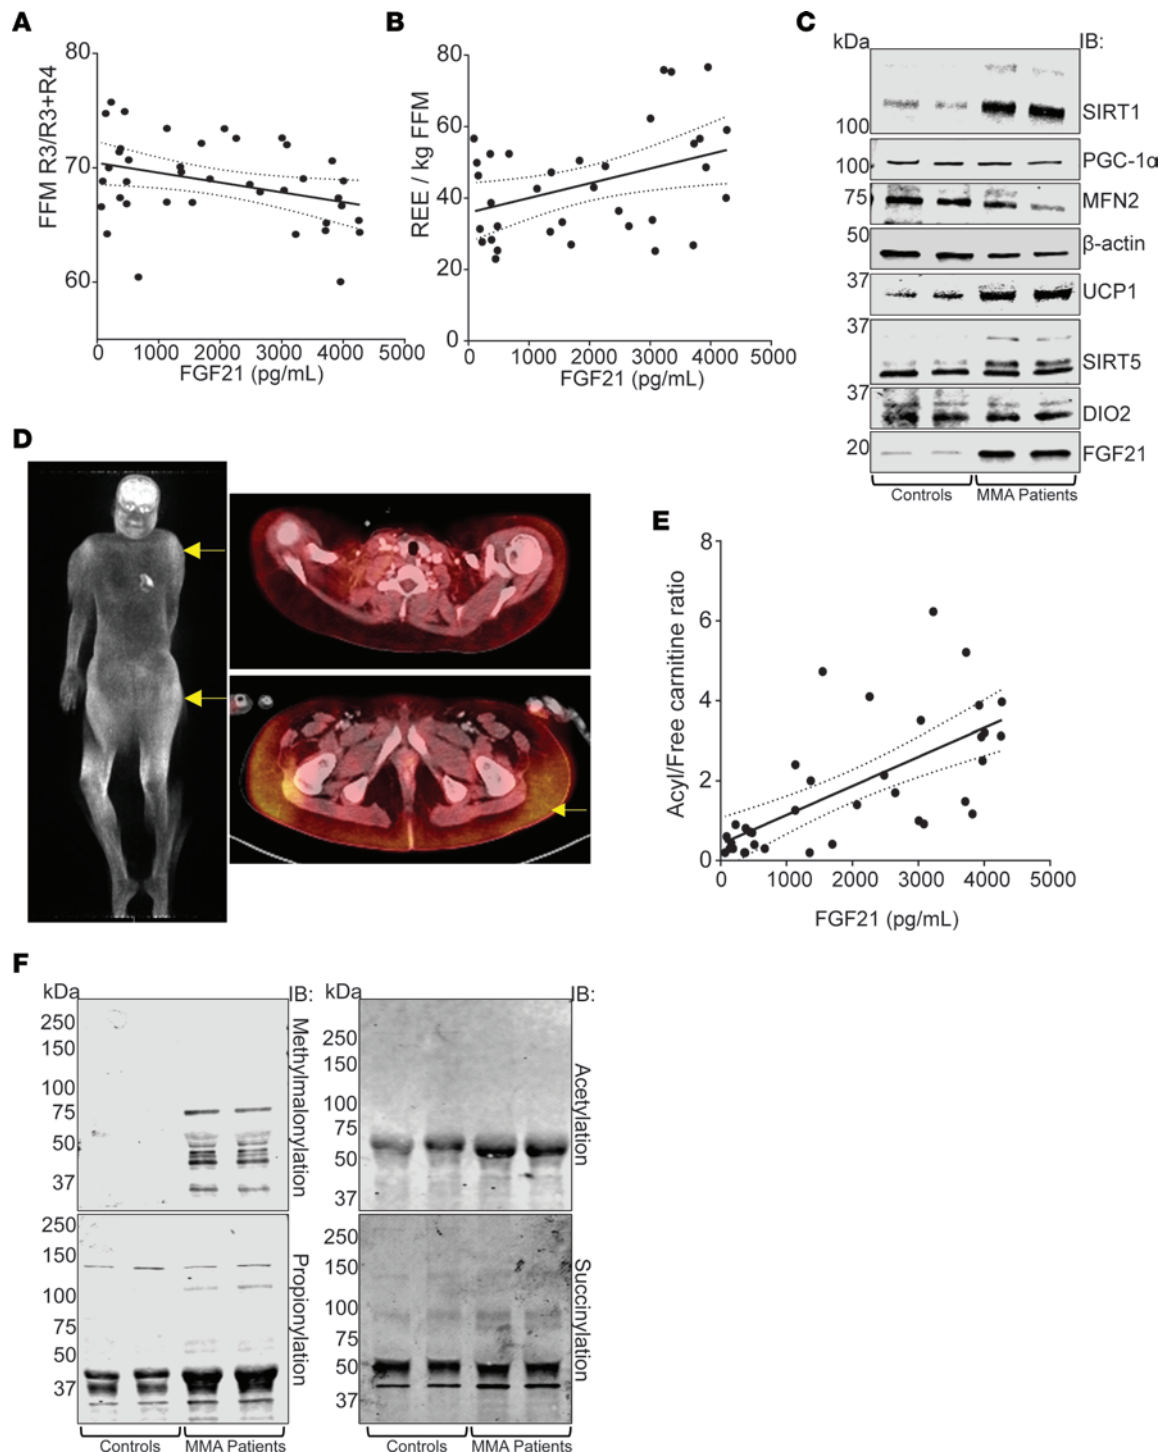 A
FFM R3/R3+R4
80
70
60
0
1000
2000
3000
4000
5000
FGF21 (pg/mL)
B
REE / kg FFM
80
60
40
20
0
0
1000
2000
3000
4000
5000
FGF21 (pg/mL)
C
kDa
IB:
100
SIRT1
100
PGC-1α
75
MFN2
50
β-actin
37
UCP1
37
SIRT5
37
DIO2
20
FGF21
Controls
MMA Patients
D
E
Acyl/Free carnitine ratio
8
6
4
2
0
0
1000
2000
3000
4000
5000
FGF21 (pg/mL)
F
kDa
IB:
250
150
100
75
50
37
Methylmalonylation
250
150
100
75
50
37
Propionylation
Controls
MMA Patients
kDa
IB:
250
150
100
75
50
37
Acetylation
250
150
100
75
50
37
Succinylation
Controls
MMA Patients